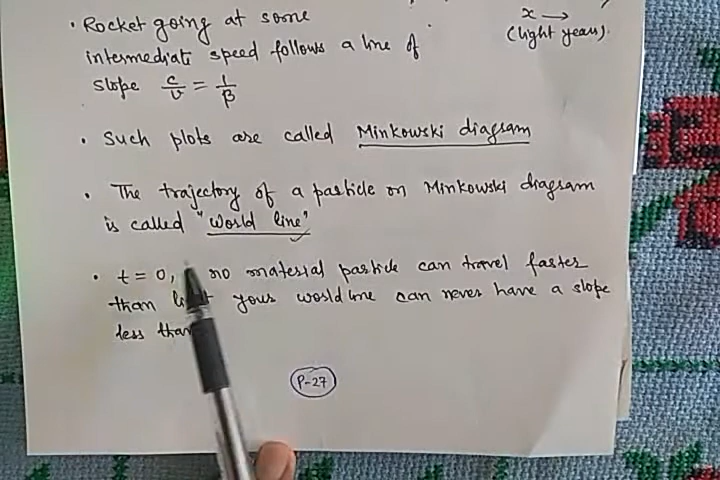 • Rocket going at some
intermediate speed follows a line of
slope c/v = 1/β
x →
(light years)
• Such plots are called Minkowski diagram
• The trajectory of a particle on Minkowski diagram
is called "World line"
• t = 0, no material particle can travel faster
than your worldline can never have a slope
less than
P-27